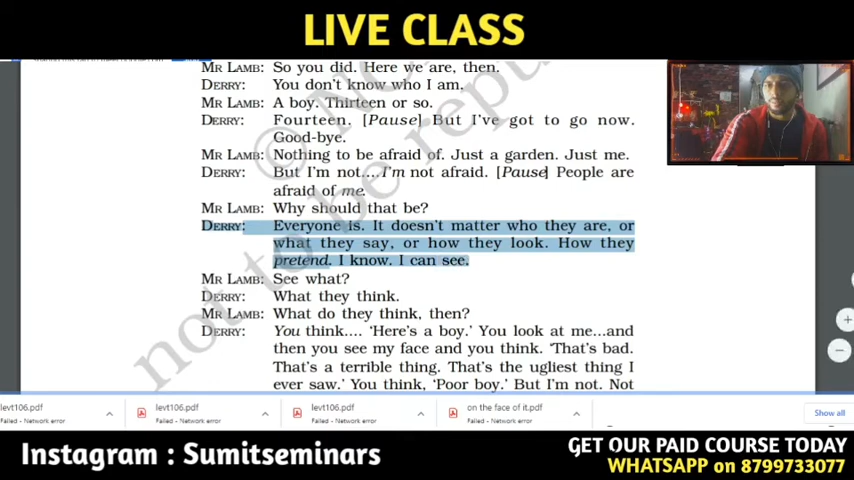 LIVE CLASS
MR LAMB: So you did. Here we are, then.
DERRY: You don't know who I am.
MR LAMB: A boy. Thirteen or so.
DERRY: Fourteen. [Pause] But I've got to go now.
Good-bye.
MR LAMB: Nothing to be afraid of. Just a garden. Just me.
DERRY: But I'm not....I'm not afraid. [Pause] People are
afraid of me.
MR LAMB: Why should that be?
DERRY: Everyone is. It doesn't matter who they are, or
what they say, or how they look. How they
pretend. I know. I can see.
MR LAMB: See what?
DERRY: What they think.
MR LAMB: What do they think, then?
DERRY: You think.... 'Here's a boy.' You look at me...and
then you see my face and you think. 'That's bad.
That's a terrible thing. That's the ugliest thing I
ever saw.' You think, 'Poor boy.' But I'm not. Not
not to be repu
levt106.pdf
Failed - Network error
levt106.pdf
Failed - Network error
levt106.pdf
Failed - Network error
on the face of it.pdf
Failed - Network error
Show all
Instagram : Sumitseminars
GET OUR PAID COURSE TODAY
WHATSAPP on 8799733077